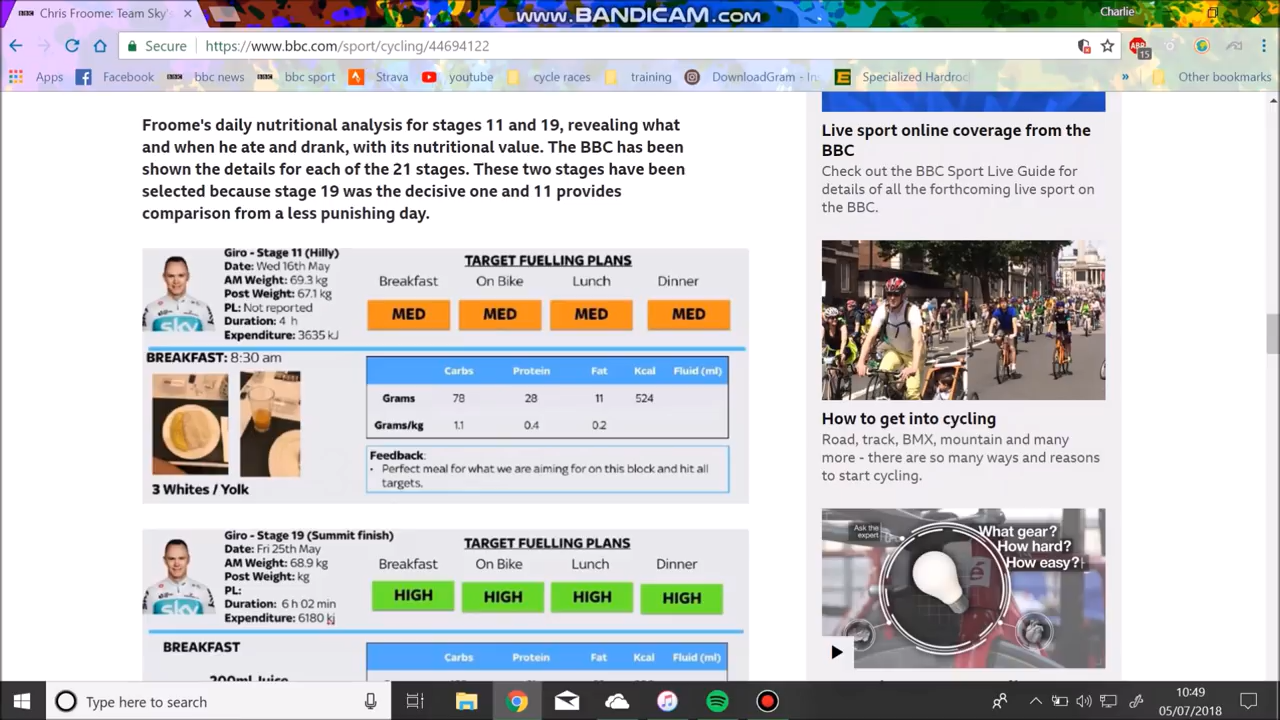 Chris Froome: Team Sky's
www.BANDICAM.com
Charlie
Secure
https://www.bbc.com/sport/cycling/44694122
15
Apps
Facebook
bbc news
bbc sport
Strava
youtube
cycle races
training
DownloadGram - In
Specialized Hardroc
»
Other bookmarks
Froome's daily nutritional analysis for stages 11 and 19, revealing what
and when he ate and drank, with its nutritional value. The BBC has been
shown the details for each of the 21 stages. These two stages have been
selected because stage 19 was the decisive one and 11 provides
comparison from a less punishing day.
Giro - Stage 11 (Hilly)
Date: Wed 16th May
AM Weight: 69.3 kg
Post Weight: 67.1 kg
PL: Not reported
Duration: 4 h
Expenditure: 3635 kJ
sky
TARGET FUELLING PLANS
Breakfast On Bike Lunch Dinner
MED MED MED MED
BREAKFAST: 8:30 am
3 Whites / Yolk
Carbs Protein Fat Kcal Fluid (ml)
Grams 78 28 11 524
Grams/kg 1.1 0.4 0.2
Feedback:
• Perfect meal for what we are aiming for on this block and hit all
targets.
Giro - Stage 19 (Summit finish)
Date: Fri 25th May
AM Weight: 68.9 kg
Post Weight: kg
PL:
Duration: 6 h 02 min
Expenditure: 6180 kj
sky
TARGET FUELLING PLANS
Breakfast On Bike Lunch Dinner
HIGH HIGH HIGH HIGH
BREAKFAST
200ml Juice
Carbs Protein Fat Kcal Fluid (ml)
Live sport online coverage from the
BBC
Check out the BBC Sport Live Guide for
details of all the forthcoming live sport on
the BBC.
How to get into cycling
Road, track, BMX, mountain and many
more - there are so many ways and reasons
to start cycling.
Ask the
expert
What gear?
How hard?
How easy?
Type here to search
10:49
05/07/2018